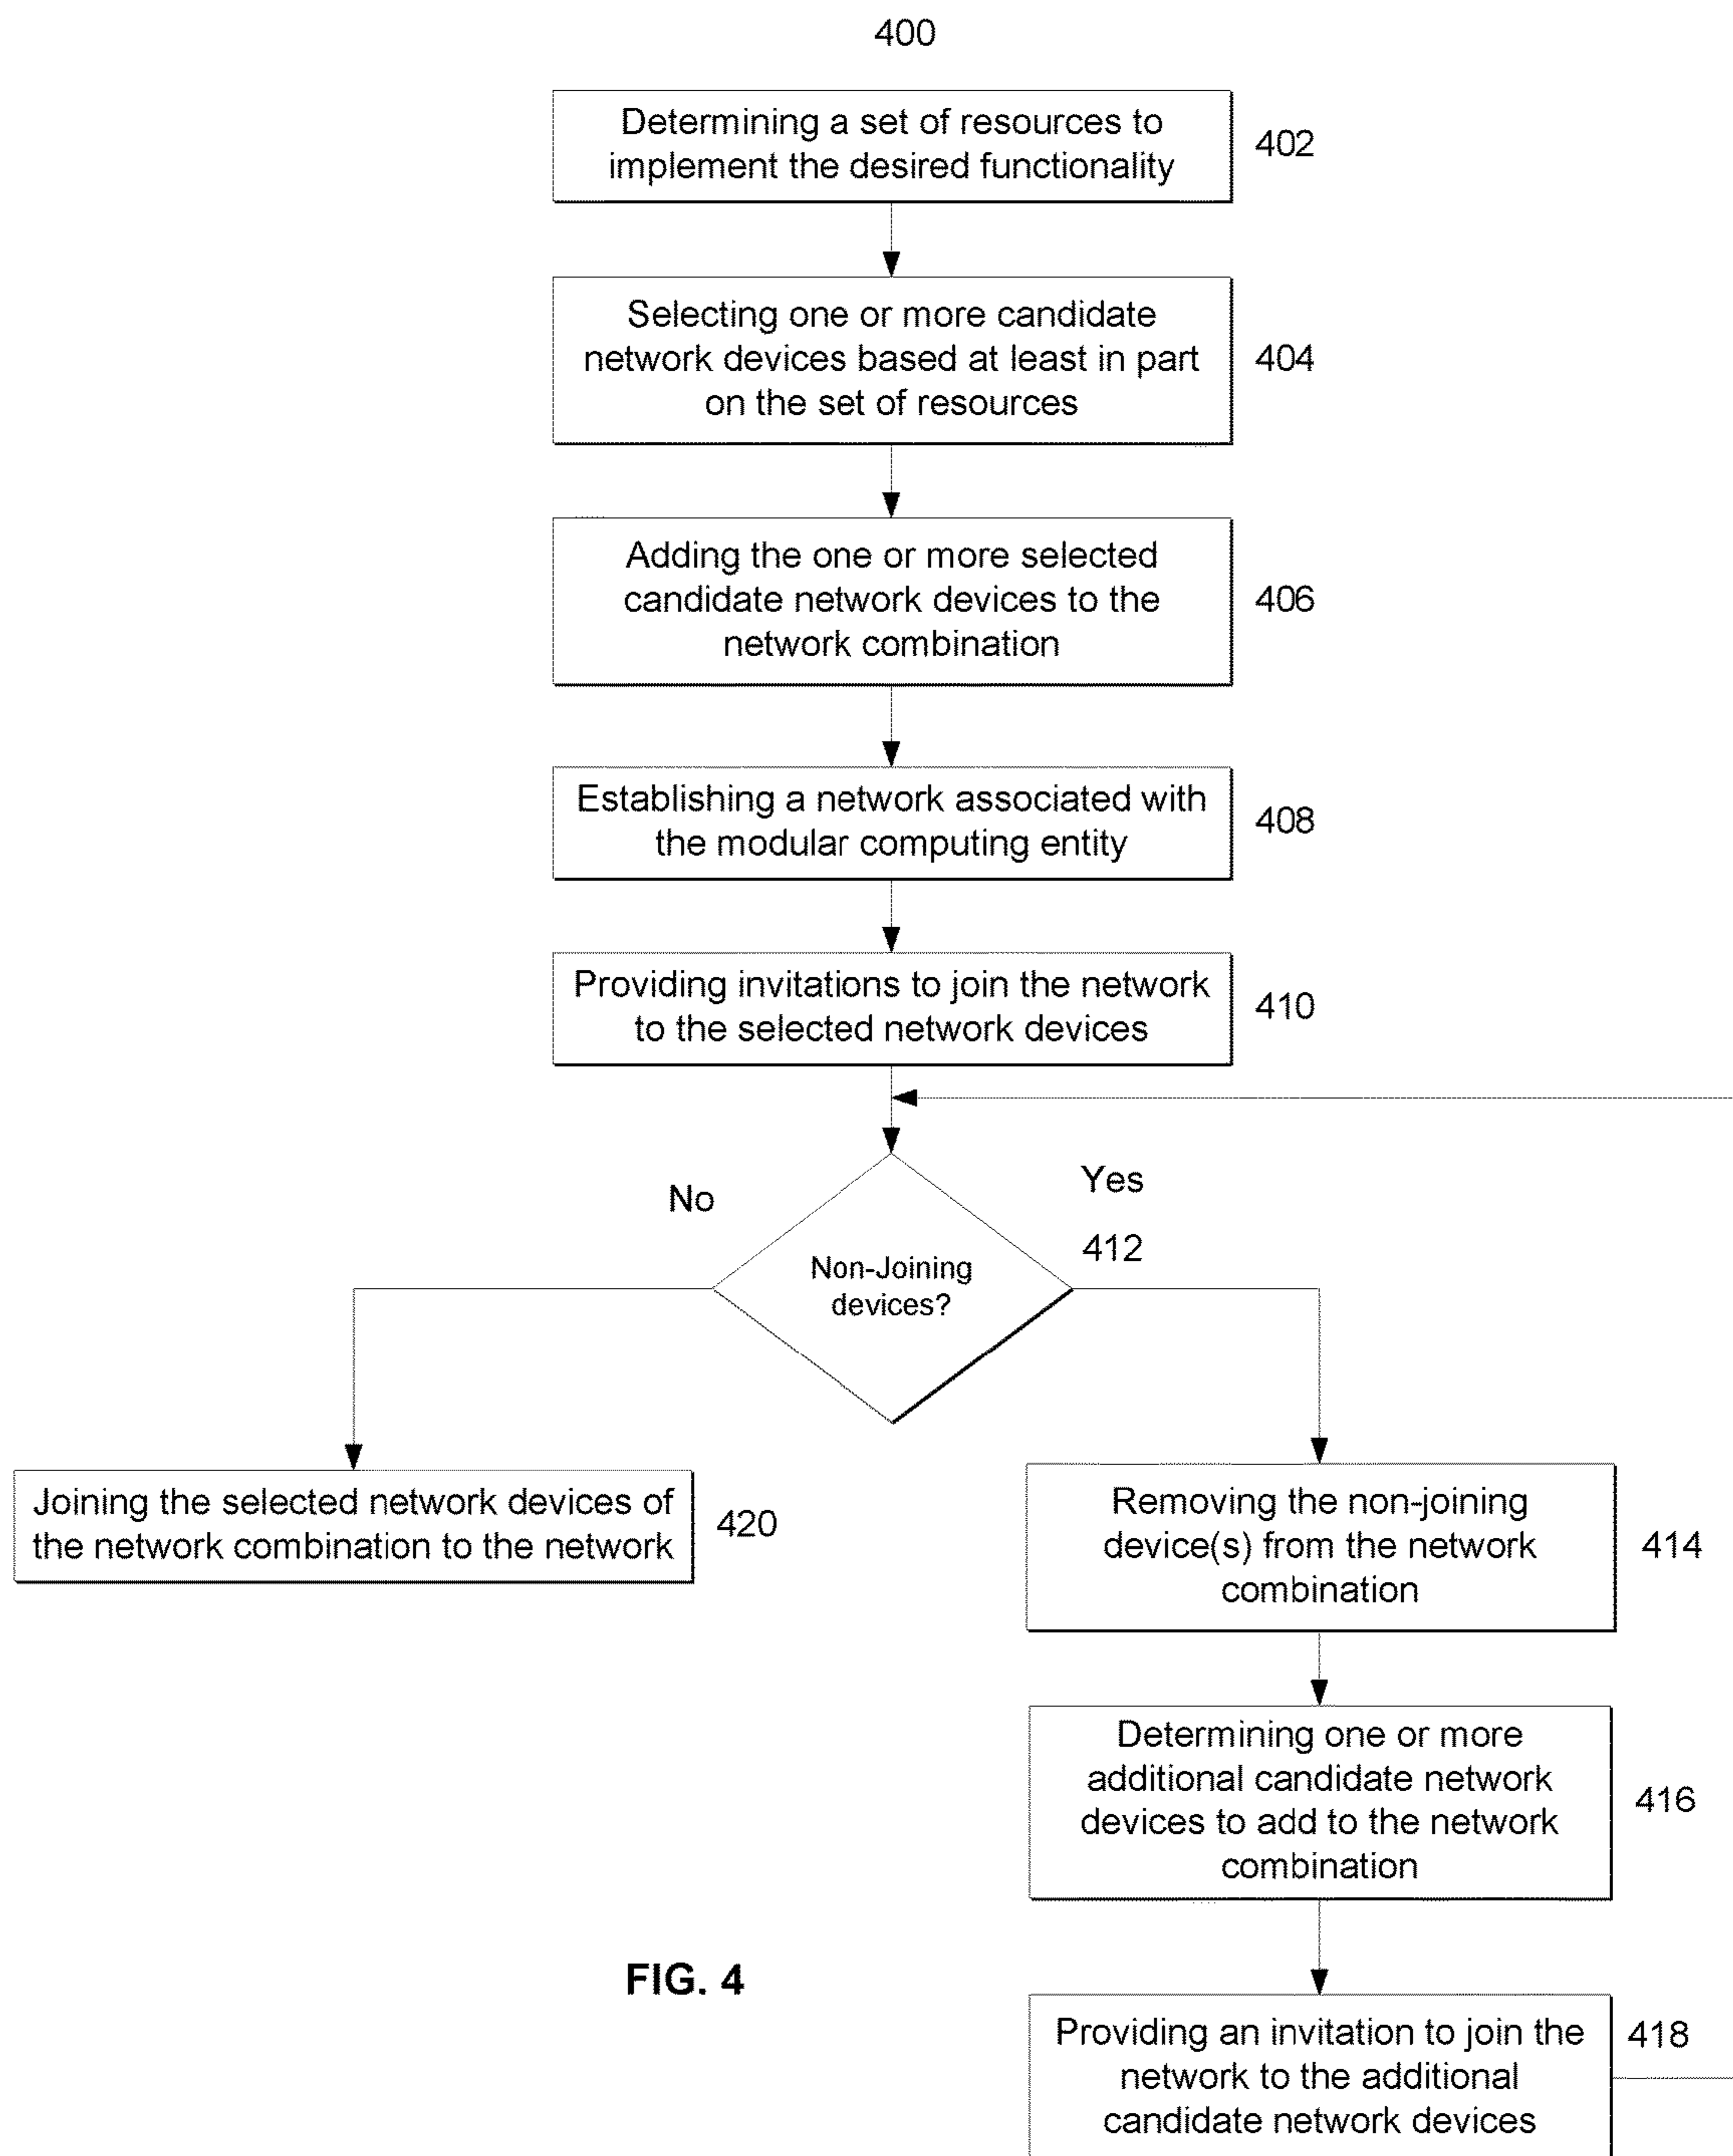 400
Determining a set of resources to
implement the desired functionality
402
Selecting one or more candidate
network devices based at least in part
on the set of resources
404
Adding the one or more selected
candidate network devices to the
network combination
406
Establishing a network associated with
the modular computing entity
408
Providing invitations to join the network
to the selected network devices
410
No
Yes
412
Non-Joining
devices?
Joining the selected network devices of
the network combination to the network
420
Removing the non-joining
device(s) from the network
combination
414
Determining one or more
additional candidate network
devices to add to the network
combination
416
FIG. 4
Providing an invitation to join the
network to the additional
candidate network devices
418